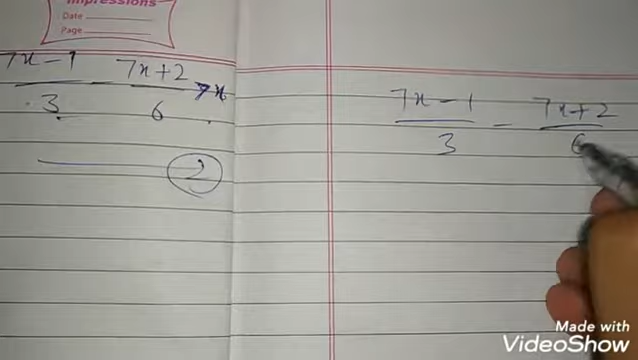 Impressions
Date
Page
7x-1/3 - 7x+2/6 > x
2
7x-1/3 - 7x+2/6
Made with
VideoShow